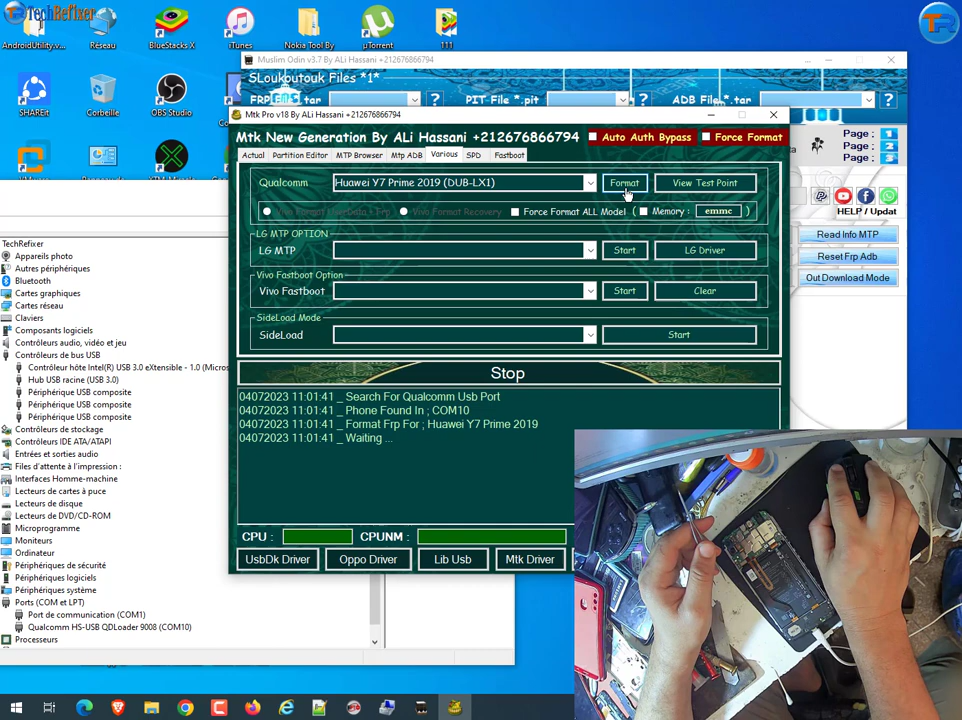 TechRefixer
AndroidUtility.v...
Réseau
BlueStacks X
iTunes
Nokia Tool By
µTorrent
111
SHAREit
Corbeille
OBS Studio
Muslim Odin v3.7 By ALi Hassani +212676866794
SLoukoutouk Files *1*
PIT File *.pit
ADB Files *.tar
Mtk Pro v18 By ALi Hassani +212676866794
Mtk New Generation By ALi Hassani +212676866794
Auto Auth Bypass
Force Format
Actual
Partition Editor
MTP Browser
Mtp ADB
Various
SPD
Fastboot
Qualcomm
Huawei Y7 Prime 2019 (DUB-LX1)
Format
View Test Point
Vivo Format Recovery
Force Format ALL Model
( Memory : emmc )
LG MTP OPTION
LG MTP
Start
LG Driver
Vivo Fastboot Option
Vivo Fastboot
Start
Clear
SideLoad Mode
SideLoad
Start
Stop
04072023 11:01:41 _ Search For Qualcomm Usb Port
04072023 11:01:41 _ Phone Found In ; COM10
04072023 11:01:41 _ Format Frp For ; Huawei Y7 Prime 2019
04072023 11:01:41 _ Waiting ...
CPU :
CPUNM :
UsbDk Driver
Oppo Driver
Lib Usb
Mtk Driver
Page : 1
Page : 2
Page : 3
HELP / Updat
Read Info MTP
Reset Frp Adb
Out Download Mode
TechRefixer
Appareils photo
Autres périphériques
Bluetooth
Cartes graphiques
Cartes réseau
Claviers
Composants logiciels
Contrôleurs audio, vidéo et jeu
Contrôleurs de bus USB
Contrôleur hôte Intel(R) USB 3.0 eXtensible - 1.0 (Micros
Hub USB racine (USB 3.0)
Périphérique USB composite
Périphérique USB composite
Périphérique USB composite
Contrôleurs de stockage
Contrôleurs IDE ATA/ATAPI
Entrées et sorties audio
Files d'attente à l'impression :
Interfaces Homme-machine
Lecteurs de cartes à puce
Lecteurs de disque
Lecteurs de DVD/CD-ROM
Microprogramme
Moniteurs
Ordinateur
Périphériques de sécurité
Périphériques logiciels
Périphériques système
Ports (COM et LPT)
Port de communication (COM1)
Qualcomm HS-USB QDLoader 9008 (COM10)
Processeurs